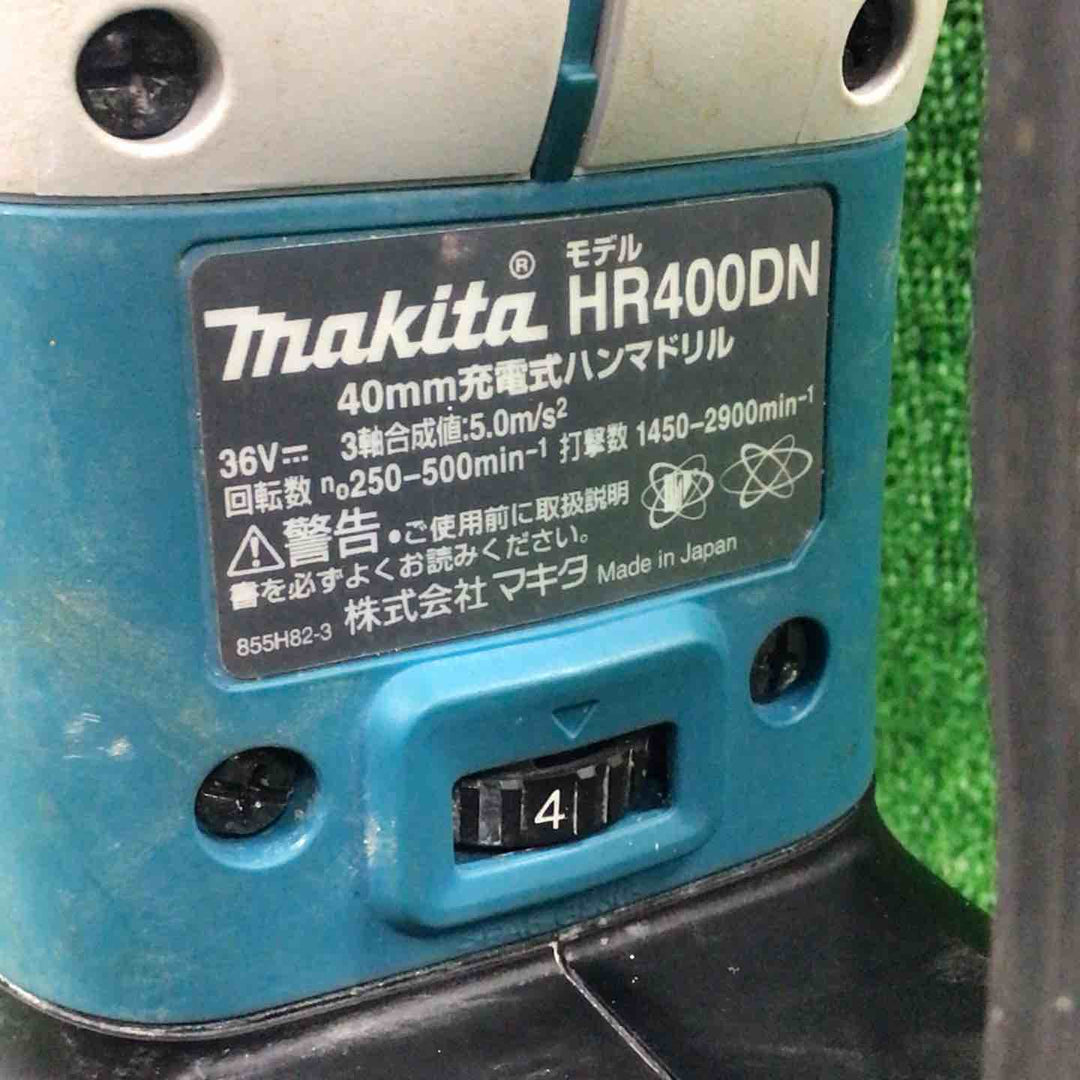 makita® モデル HR400DN
40mm充電式ハンマドリル
36V⎓ 3軸合成値:5.0m/s²
回転数 n₀250-500min⁻¹ 打撃数 1450-2900min⁻¹
⚠警告 •ご使用前に取扱説明
書を必ずよくお読みください。
855H82-3 株式会社 マキタ Made in Japan
4